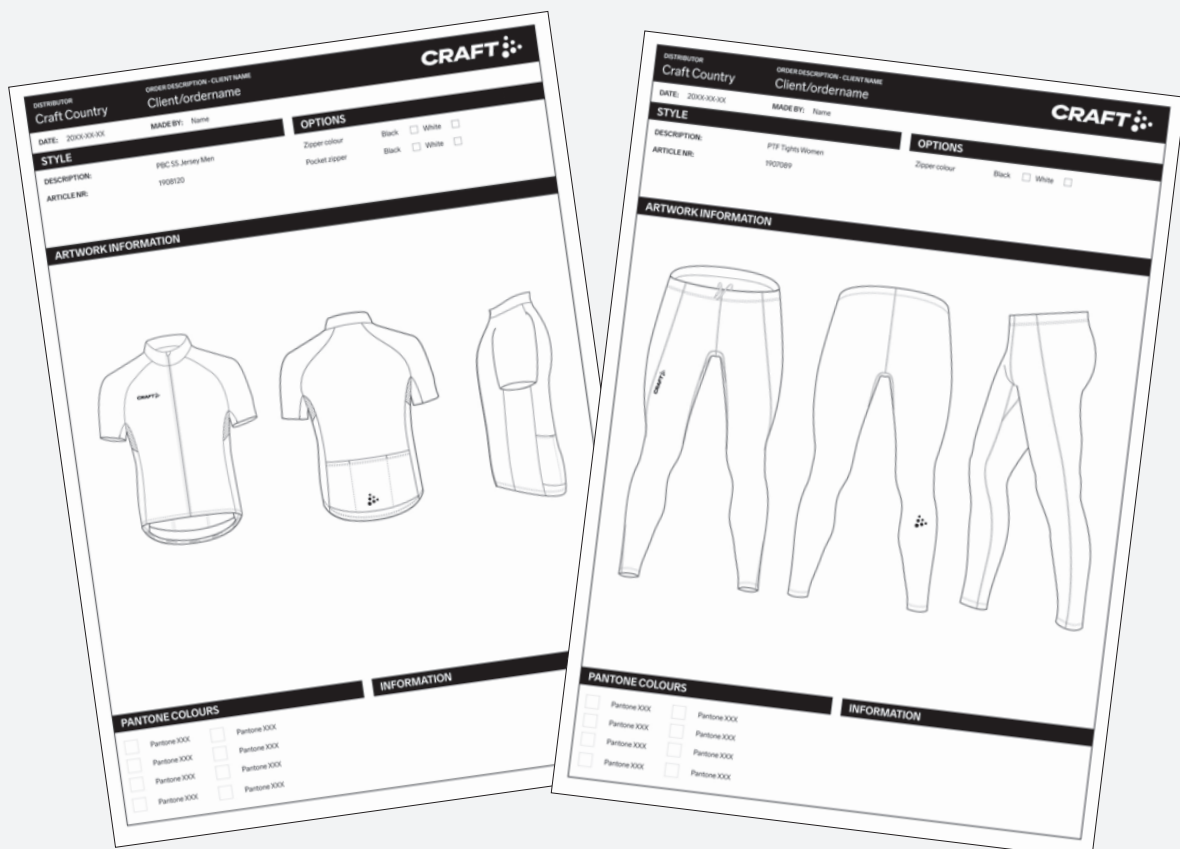 CRAFT
DISTRIBUTOR
Craft Country
ORDER DESCRIPTION - CLIENT NAME
Client/ordername
DATE: 20XX-XX-XX
MADE BY: Name
STYLE
DESCRIPTION: PBC SS Jersey Men
ARTICLE NR: 1908120
OPTIONS
Zipper colour Black White
Pocket zipper Black White
ARTWORK INFORMATION
CRAFT
PANTONE COLOURS
Pantone XXX Pantone XXX
Pantone XXX Pantone XXX
Pantone XXX Pantone XXX
Pantone XXX Pantone XXX
INFORMATION
DISTRIBUTOR
Craft Country
ORDER DESCRIPTION - CLIENT NAME
Client/ordername
CRAFT
DATE: 20XX-XX-XX
MADE BY: Name
STYLE
DESCRIPTION: PTF Tights Women
ARTICLE NR: 1907089
OPTIONS
Zipper colour Black White
ARTWORK INFORMATION
CRAFT
PANTONE COLOURS
Pantone XXX Pantone XXX
Pantone XXX Pantone XXX
Pantone XXX Pantone XXX
Pantone XXX Pantone XXX
INFORMATION